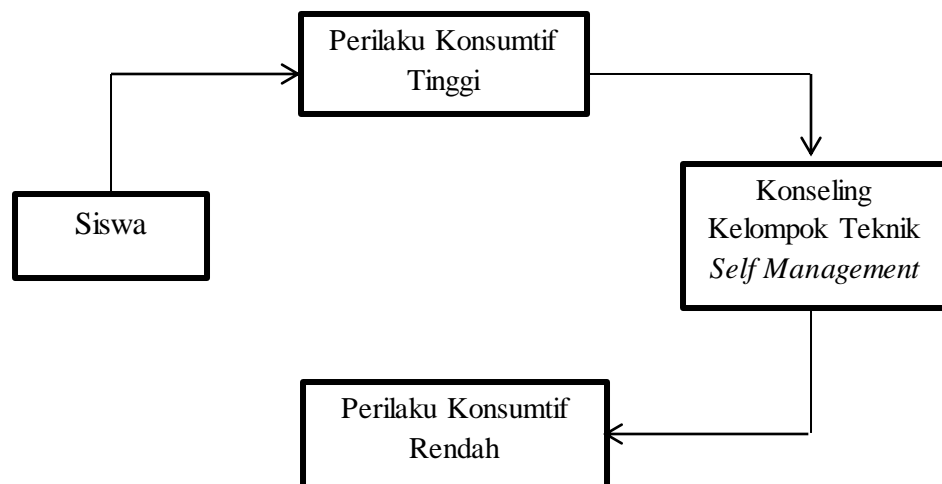 Perilaku Konsumtif
Tinggi
Siswa
Konseling
Kelompok Teknik
Self Management
Perilaku Konsumtif
Rendah